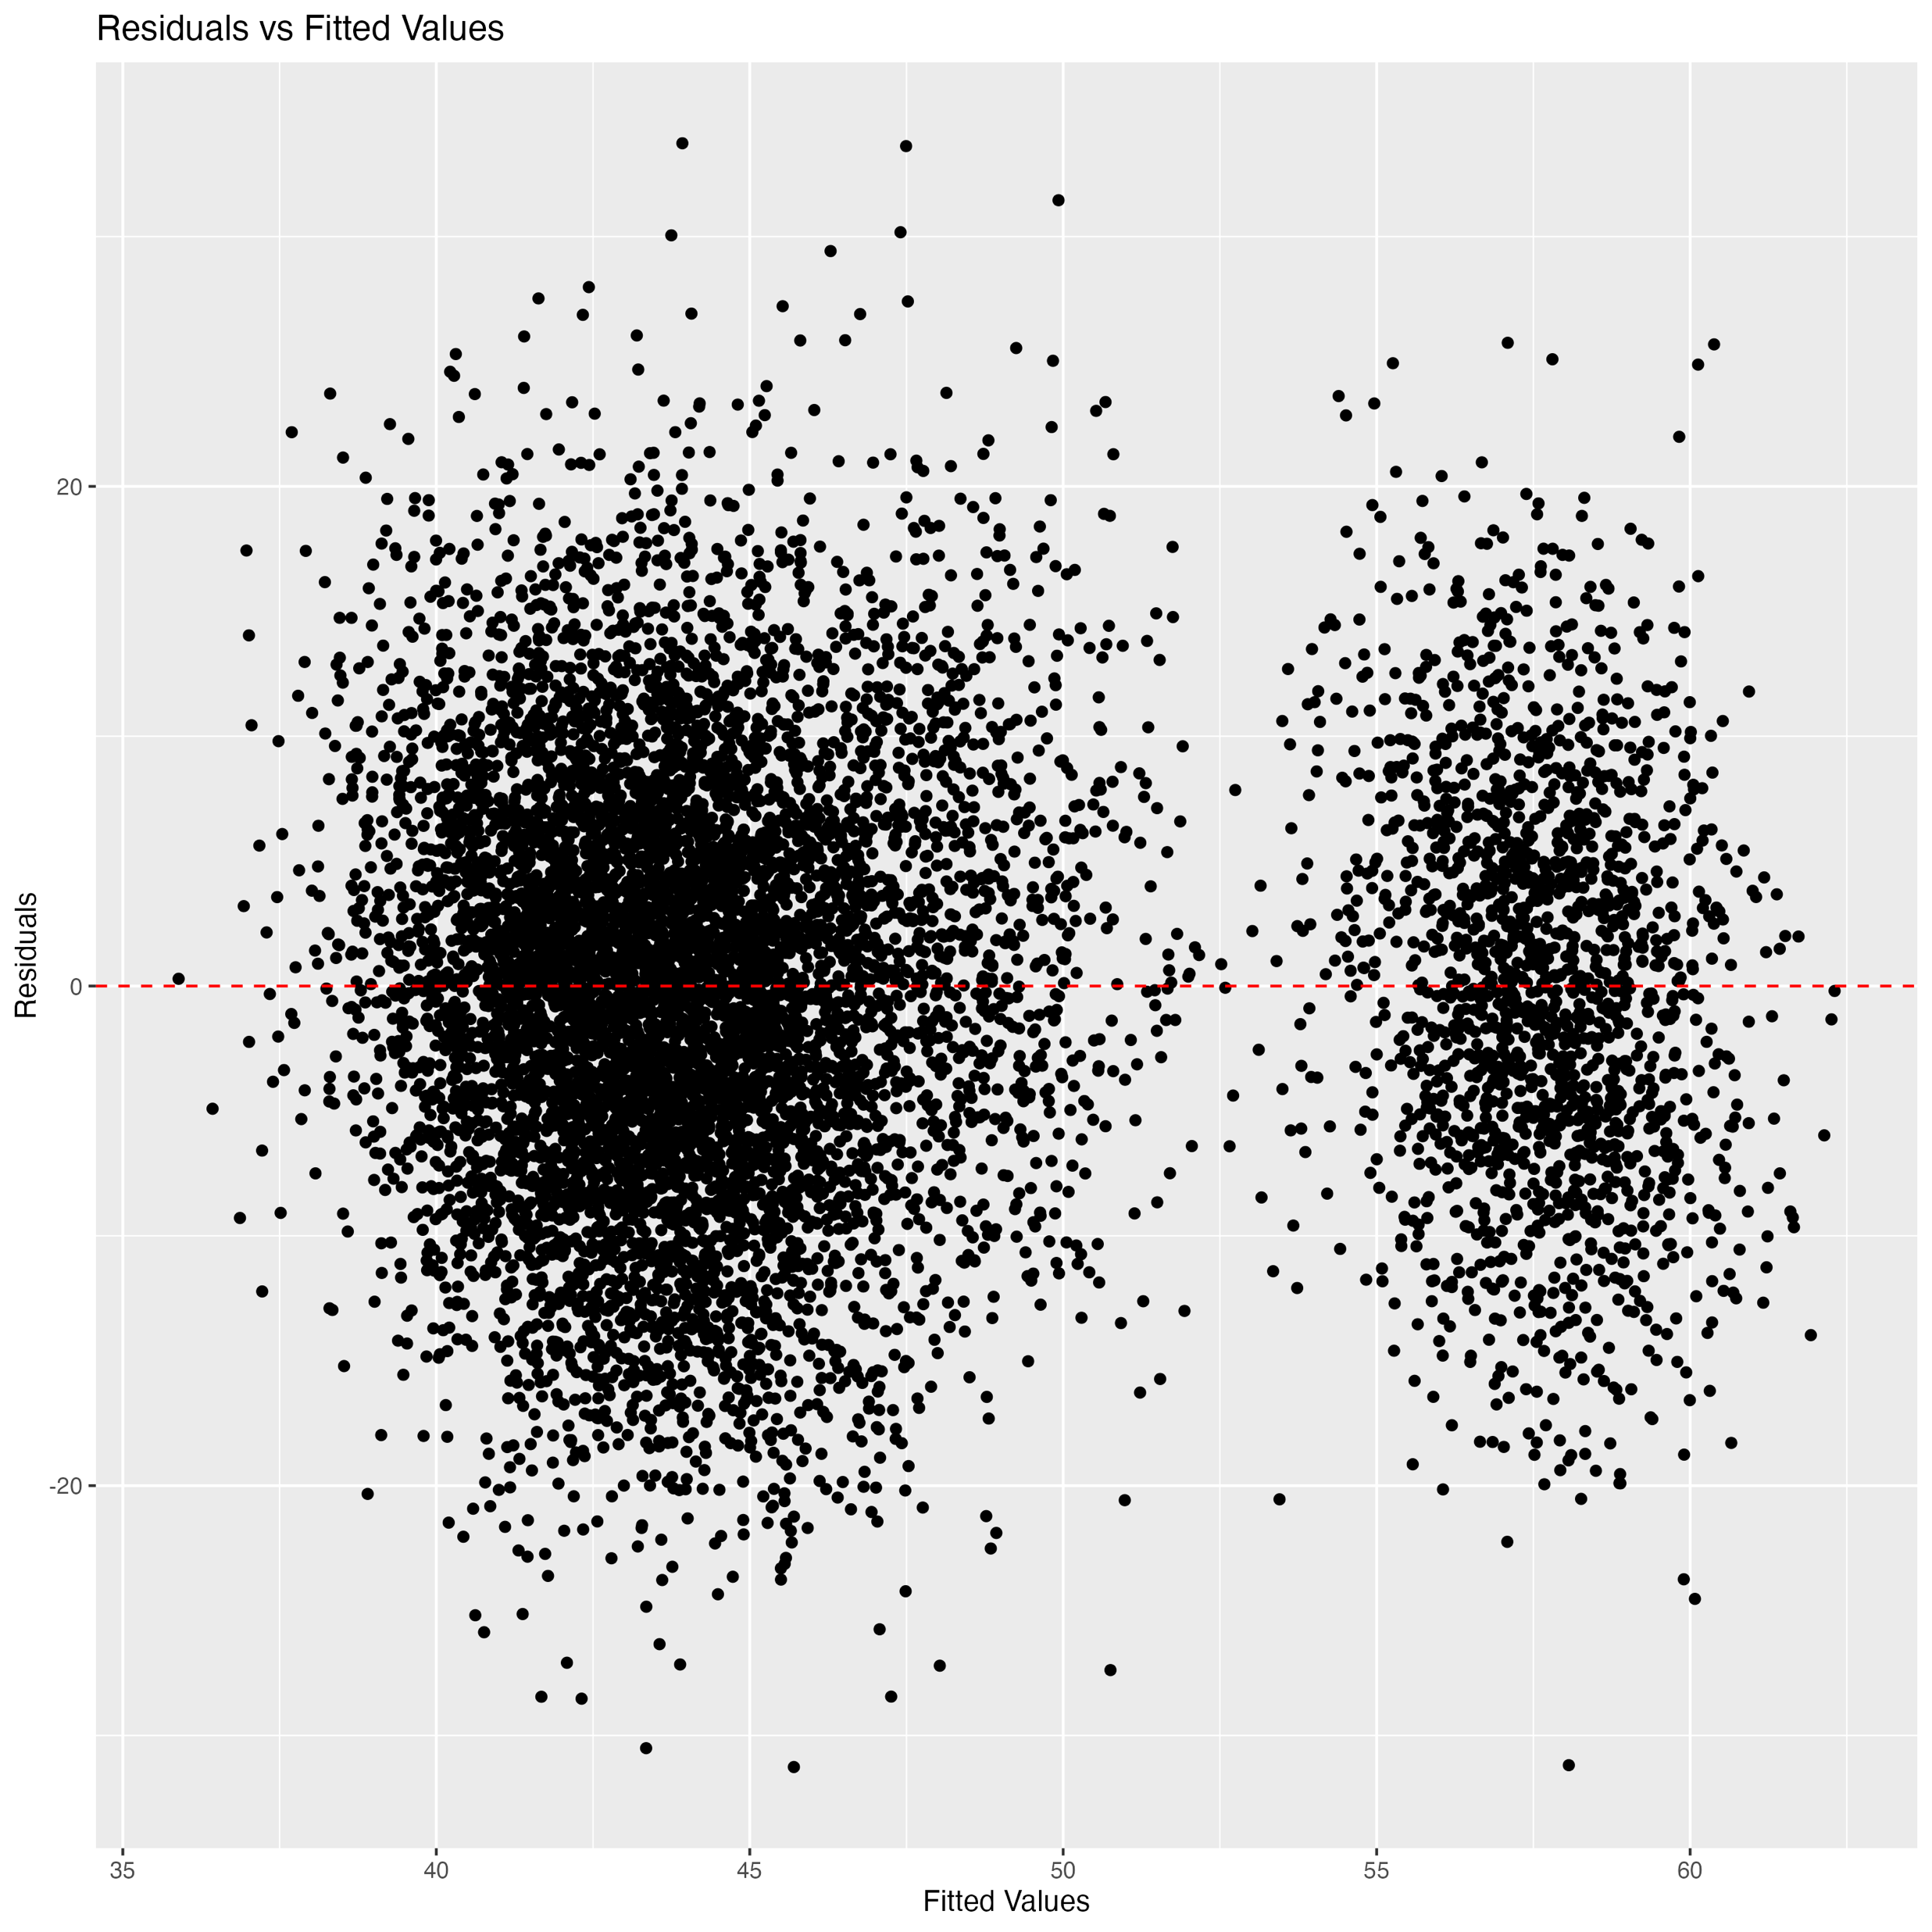 Residuals vs Fitted Values
Residuals
20
0
-20
35 40 45 50 55 60
Fitted Values